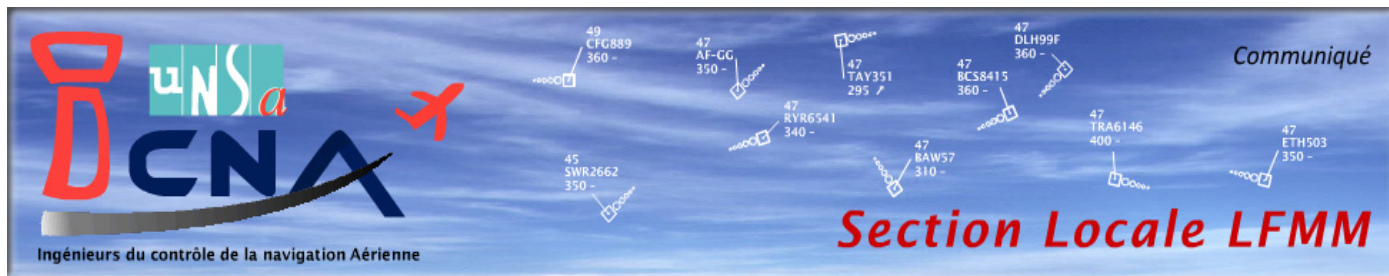 49
CFG889
360 -
47
AF-GG
350 -
47
TAY351
295 ↗
47
BCS8415
360 -
47
DLH99F
360 -
Communiqué
UNSa
ICNA
47
RYR6541
340 -
47
TRA6146
400 -
47
ETH503
350 -
45
SWR2662
350 -
47
BAW57
310 -
Section Locale LFMM
Ingénieurs du contrôle de la navigation Aérienne